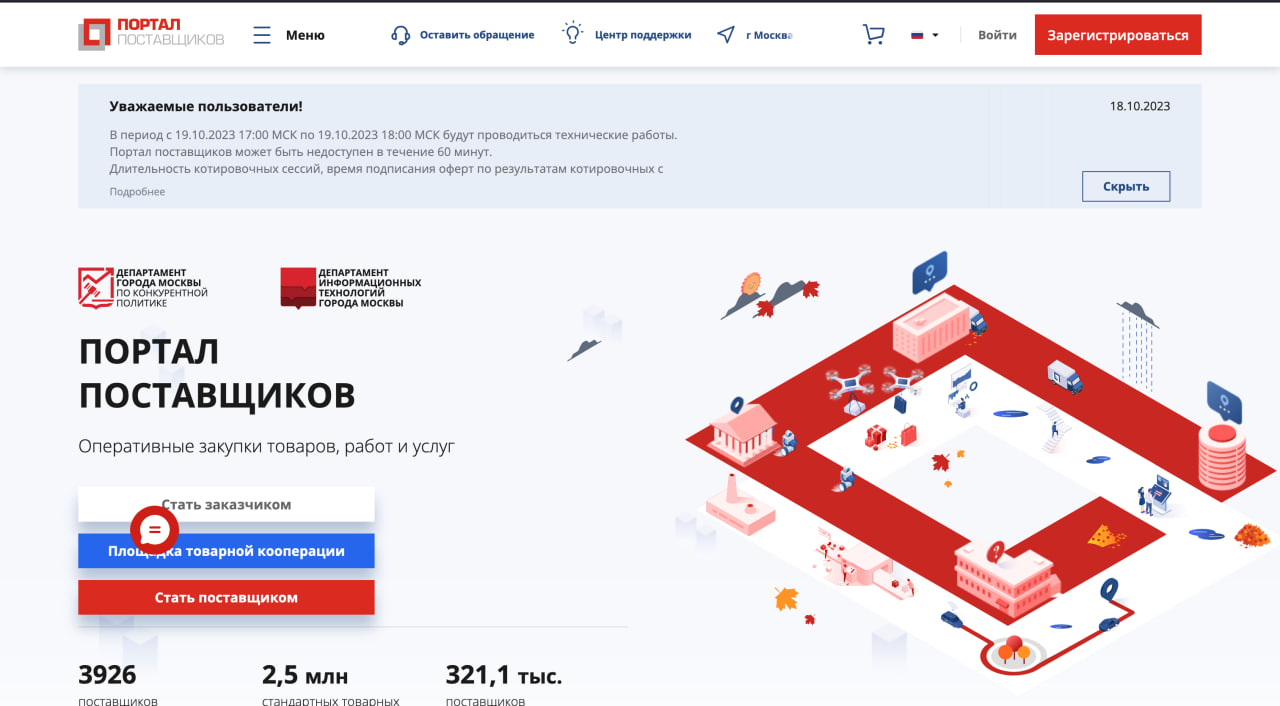 ПОРТАЛ
ПОСТАВЩИКОВ
Меню
Оставить обращение
Центр поддержки
г Москва
Войти
Зарегистрироваться
Уважаемые пользователи!
18.10.2023
В период с 19.10.2023 17:00 МСК по 19.10.2023 18:00 МСК будут проводиться технические работы.
Портал поставщиков может быть недоступен в течение 60 минут.
Длительность котировочных сессий, время подписания оферт по результатам котировочных с
Подробнее
Скрыть
ДЕПАРТАМЕНТ
ГОРОДА МОСКВЫ
ПО КОНКУРЕНТНОЙ
ПОЛИТИКЕ
ДЕПАРТАМЕНТ
ИНФОРМАЦИОННЫХ
ТЕХНОЛОГИЙ
ГОРОДА МОСКВЫ
ПОРТАЛ
ПОСТАВЩИКОВ
Оперативные закупки товаров, работ и услуг
Стать заказчиком
Площадка товарной кооперации
Стать поставщиком
3926
2,5 млн
321,1 тыс.
поставщиков
стандартных товарных
поставщиков